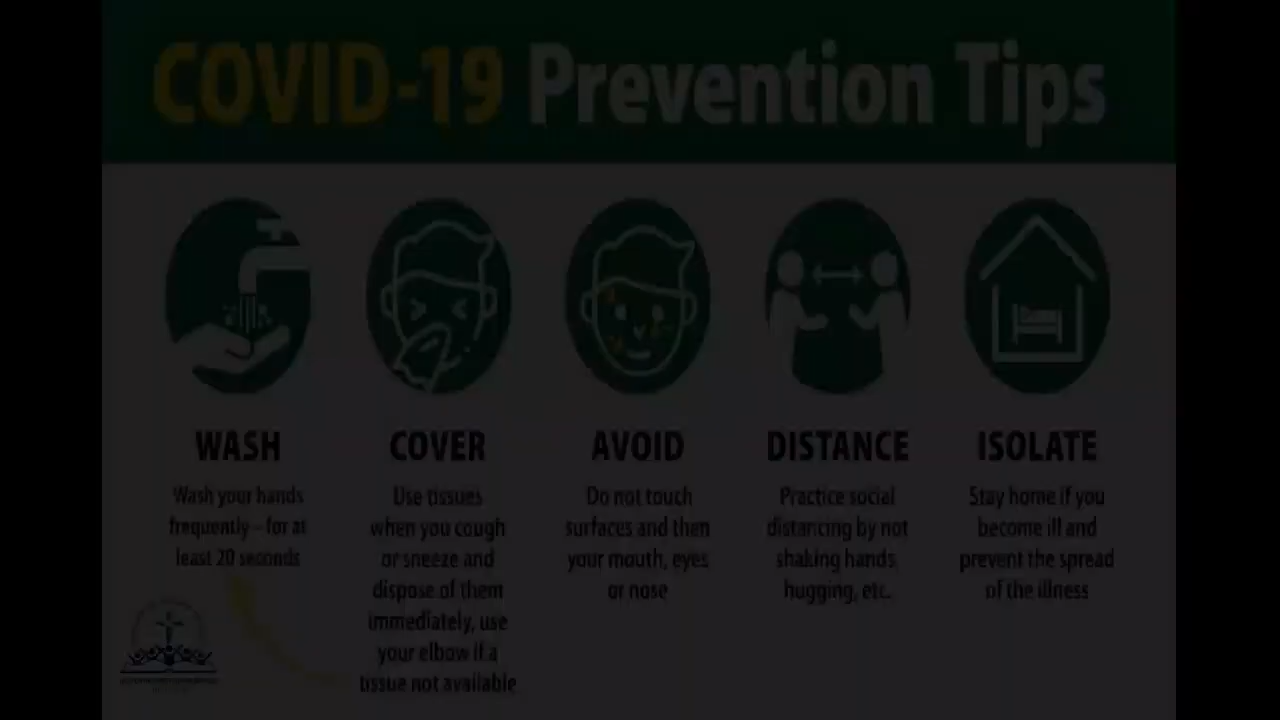 COVID-19 Prevention Tips
WASH
Wash your hands
frequently – for at
least 20 seconds
COVER
Use tissues
when you cough
or sneeze and
dispose of them
immediately, use
your elbow if a
tissue not available
AVOID
Do not touch
surfaces and then
your mouth, eyes
or nose
DISTANCE
Practice social
distancing by not
shaking hands,
hugging, etc.
ISOLATE
Stay home if you
become ill and
prevent the spread
of the illness